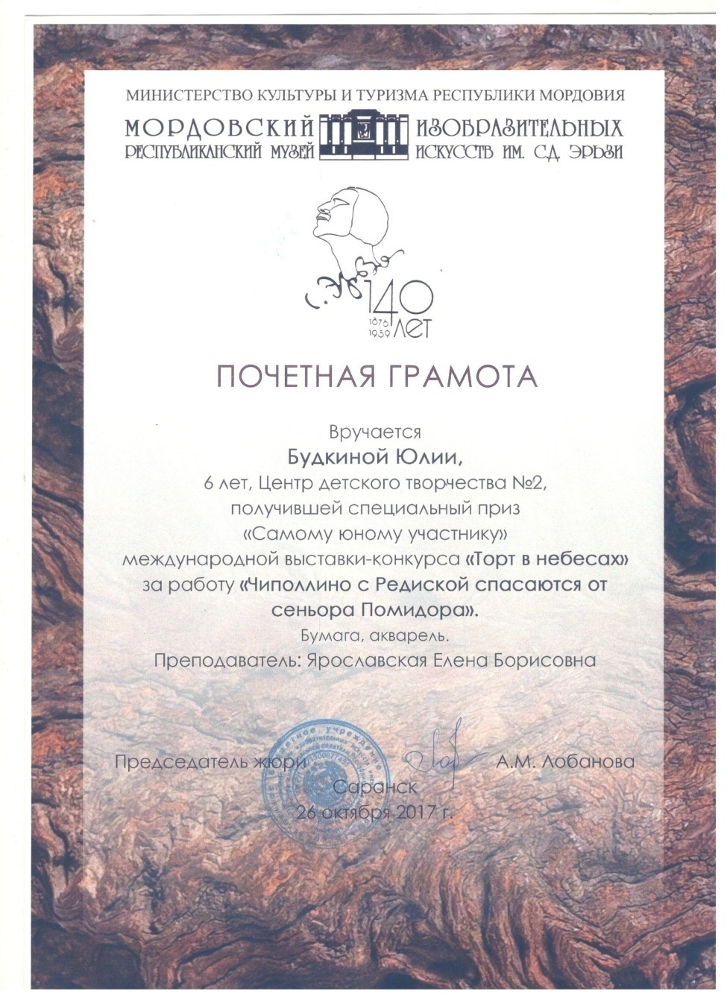 МИНИСТЕРСТВО КУЛЬТУРЫ И ТУРИЗМА РЕСПУБЛИКИ МОРДОВИЯ
МОРДОВСКИЙ ИЗОБРАЗИТЕЛЬНЫХ
РЕСПУБЛИКАНСКИЙ МУЗЕЙ ИСКУССТВ ИМ. С.Д. ЭРЬЗИ
С. Эрьзя
140
1876
1959 ЛЕТ
ПОЧЕТНАЯ ГРАМОТА
Вручается
Будкиной Юлии,
6 лет, Центр детского творчества №2,
получившей специальный приз
«Самому юному участнику»
международной выставки-конкурса «Торт в небесах»
за работу «Чиполлино с Редиской спасаются от
сеньора Помидора».
Бумага, акварель.
Преподаватель: Ярославская Елена Борисовна
Председатель жюри А.М. Лобанова
Саранск
26 октября 2017 г.